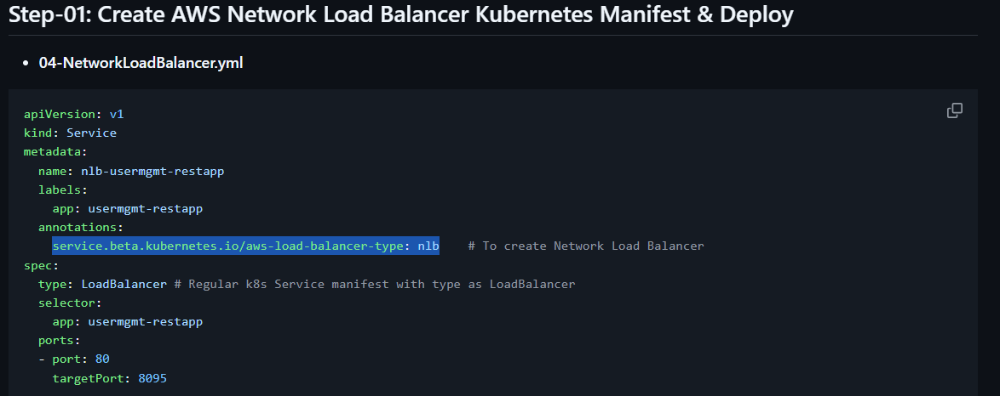 Step-01: Create AWS Network Load Balancer Kubernetes Manifest & Deploy
• 04-NetworkLoadBalancer.yml
apiVersion: v1
kind: Service
metadata:
  name: nlb-usermgmt-restapp
  labels:
    app: usermgmt-restapp
  annotations:
    service.beta.kubernetes.io/aws-load-balancer-type: nlb    # To create Network Load Balancer
spec:
  type: LoadBalancer # Regular k8s Service manifest with type as LoadBalancer
  selector:
    app: usermgmt-restapp
  ports:
  - port: 80
    targetPort: 8095